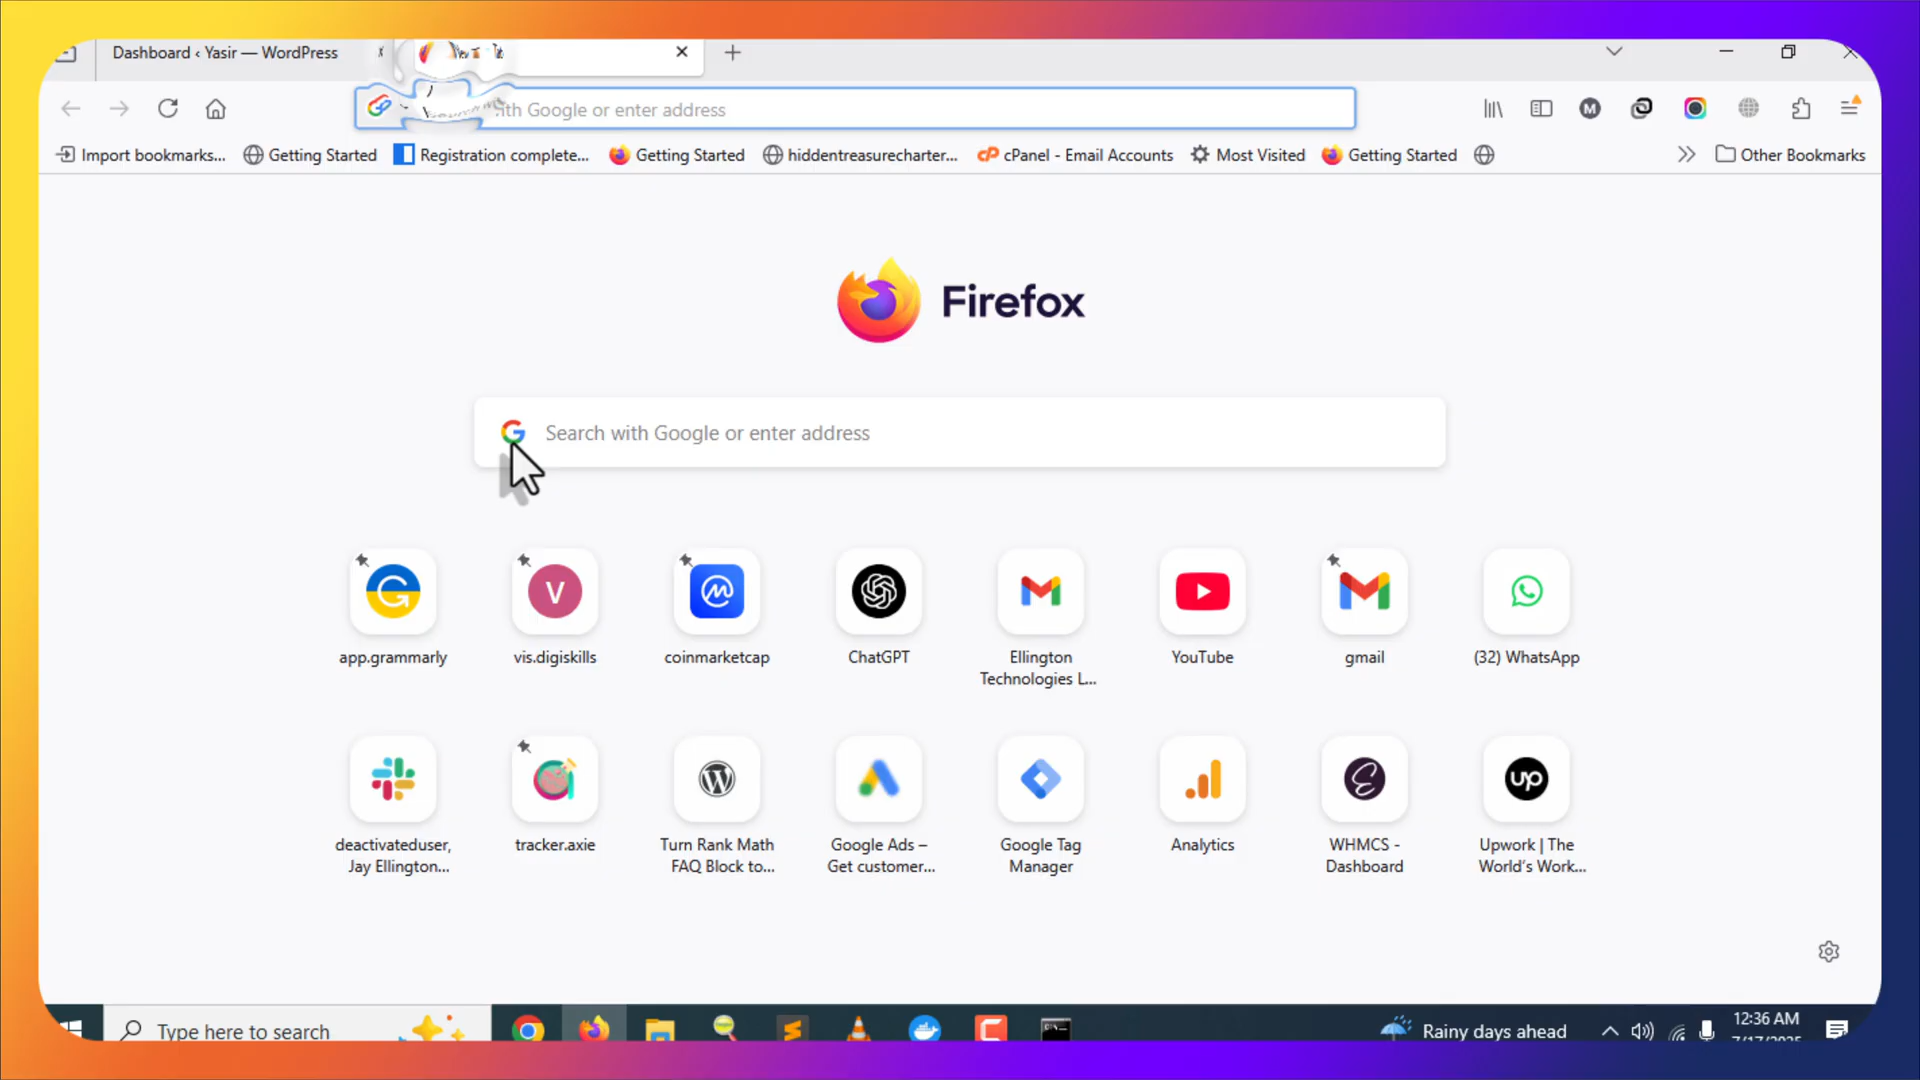 Dashboard ‹ Yasir — WordPress
with Google or enter address
Import bookmarks...
Getting Started
Registration complete...
Getting Started
hiddentreasurecharter...
cPanel - Email Accounts
Most Visited
Getting Started
Other Bookmarks
Firefox
Search with Google or enter address
app.grammarly
vis.digiskills
coinmarketcap
ChatGPT
Ellington
Technologies L...
YouTube
gmail
(32) WhatsApp
deactivateduser,
Jay Ellington...
tracker.axie
Turn Rank Math
FAQ Block to...
Google Ads –
Get customer...
Google Tag
Manager
Analytics
WHMCS -
Dashboard
Upwork | The
World's Work...
Type here to search
Rainy days ahead
12:36 AM
7/17/2025